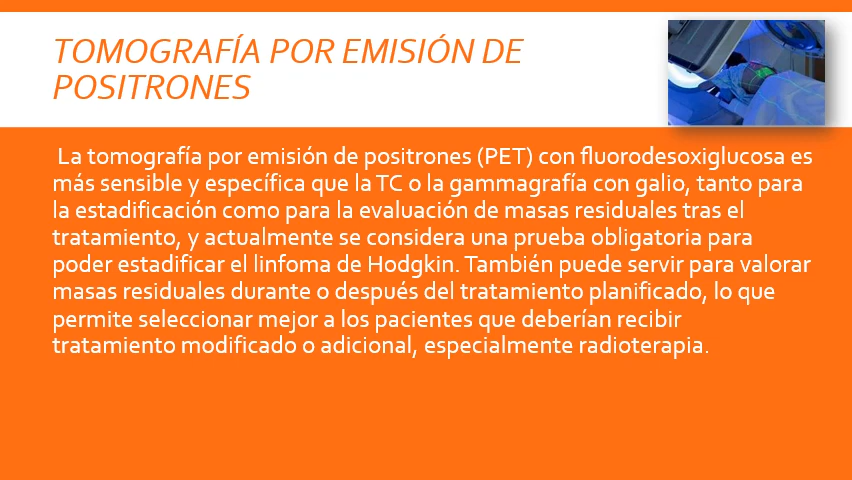 TOMOGRAFÍA POR EMISIÓN DE
POSITRONES
La tomografía por emisión de positrones (PET) con fluorodesoxiglucosa es
más sensible y específica que la TC o la gammagrafía con galio, tanto para
la estadificación como para la evaluación de masas residuales tras el
tratamiento, y actualmente se considera una prueba obligatoria para
poder estadificar el linfoma de Hodgkin. También puede servir para valorar
masas residuales durante o después del tratamiento planificado, lo que
permite seleccionar mejor a los pacientes que deberían recibir
tratamiento modificado o adicional, especialmente radioterapia.